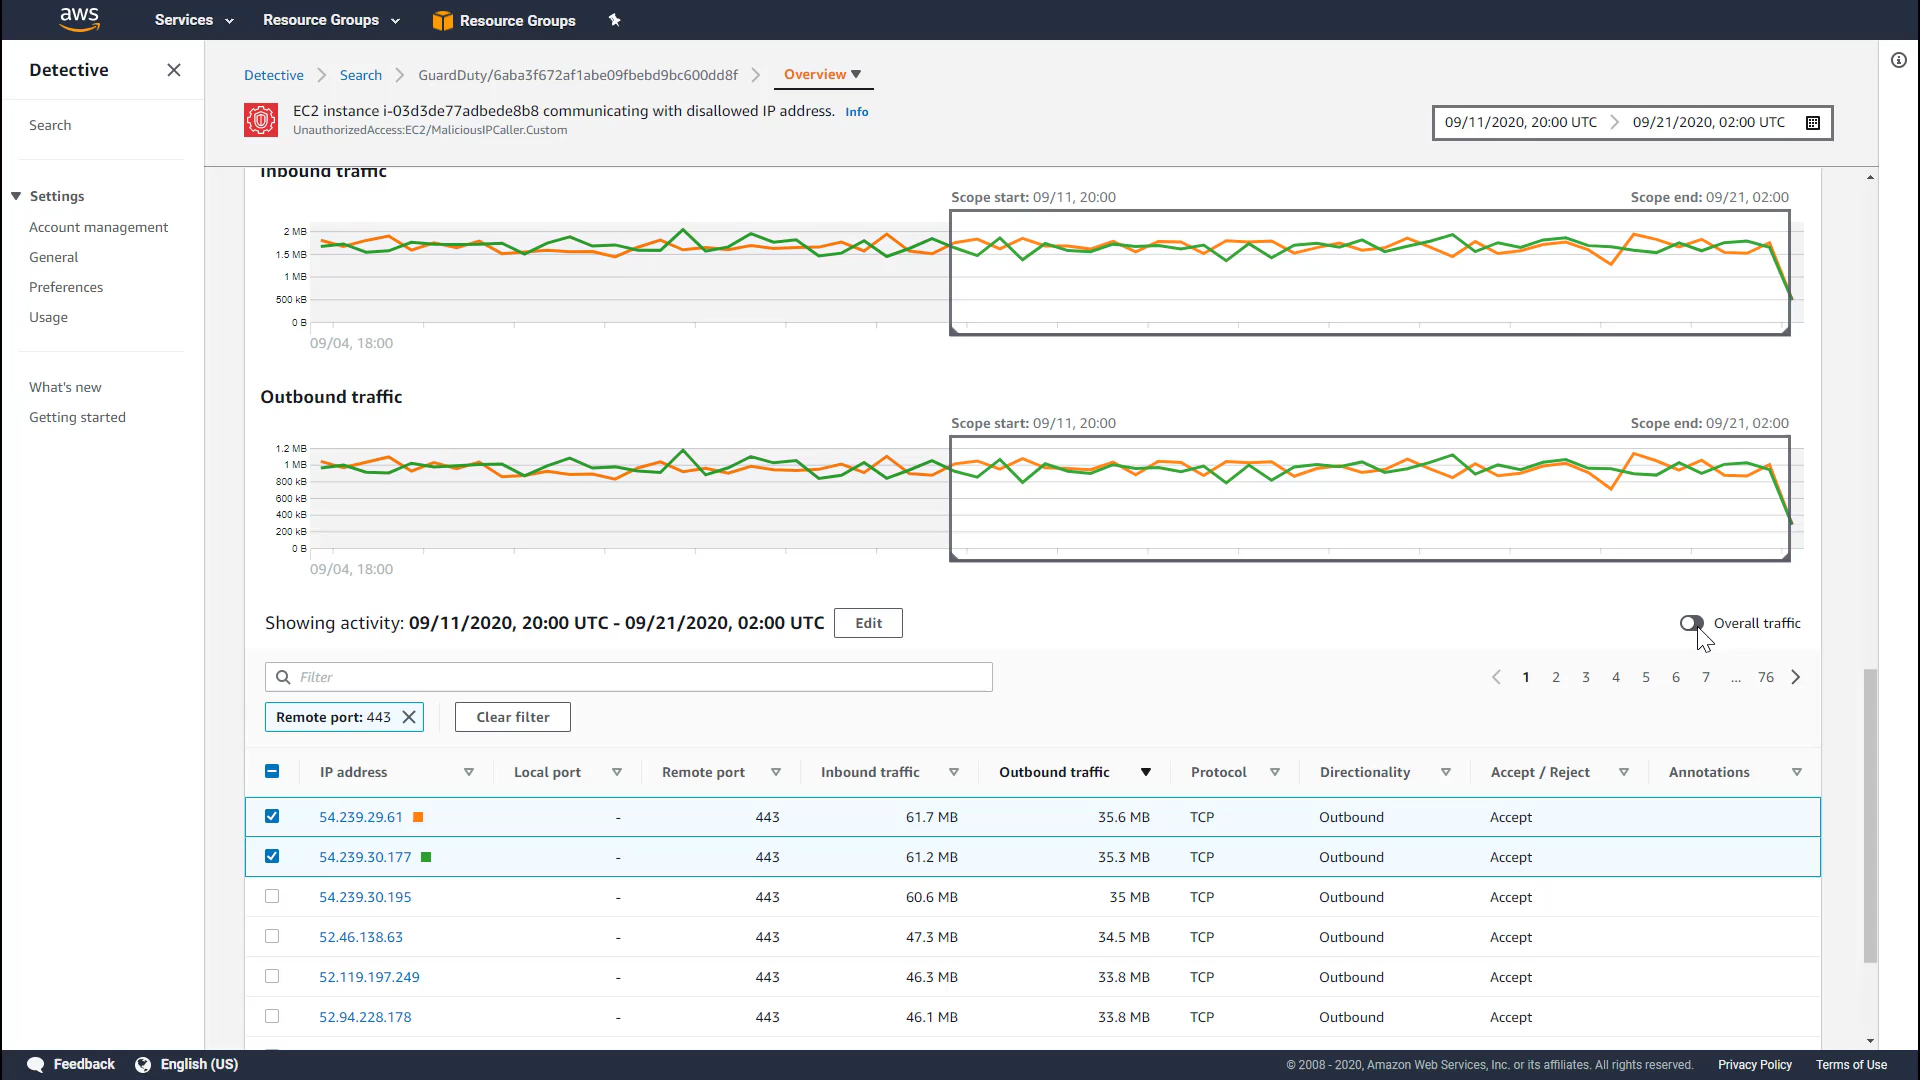 aws Services Resource Groups Resource Groups
Detective
Search
Settings
Account management
General
Preferences
Usage
What's new
Getting started
Detective Search GuardDuty/6aba3f672af1abe09fbebd9bc600dd8f Overview
EC2 instance i-03d3de77adbede8b8 communicating with disallowed IP address. Info
UnauthorizedAccess:EC2/MaliciousIPCaller.Custom
09/11/2020, 20:00 UTC 09/21/2020, 02:00 UTC
Inbound traffic
Scope start: 09/11, 20:00 Scope end: 09/21, 02:00
2 MB
1.5 MB
1 MB
500 kB
0 B
09/04, 18:00
Outbound traffic
Scope start: 09/11, 20:00 Scope end: 09/21, 02:00
1.2 MB
1 MB
800 kB
600 kB
400 kB
200 kB
0 B
09/04, 18:00
Showing activity: 09/11/2020, 20:00 UTC - 09/21/2020, 02:00 UTC Edit Overall traffic
Filter 1 2 3 4 5 6 7 ... 76
Remote port: 443 Clear filter
IP address Local port Remote port Inbound traffic Outbound traffic Protocol Directionality Accept / Reject Annotations
54.239.29.61 - 443 61.7 MB 35.6 MB TCP Outbound Accept
54.239.30.177 - 443 61.2 MB 35.3 MB TCP Outbound Accept
54.239.30.195 - 443 60.6 MB 35 MB TCP Outbound Accept
52.46.138.63 - 443 47.3 MB 34.5 MB TCP Outbound Accept
52.119.197.249 - 443 46.3 MB 33.8 MB TCP Outbound Accept
52.94.228.178 - 443 46.1 MB 33.8 MB TCP Outbound Accept
Feedback English (US) © 2008 - 2020, Amazon Web Services, Inc. or its affiliates. All rights reserved. Privacy Policy Terms of Use